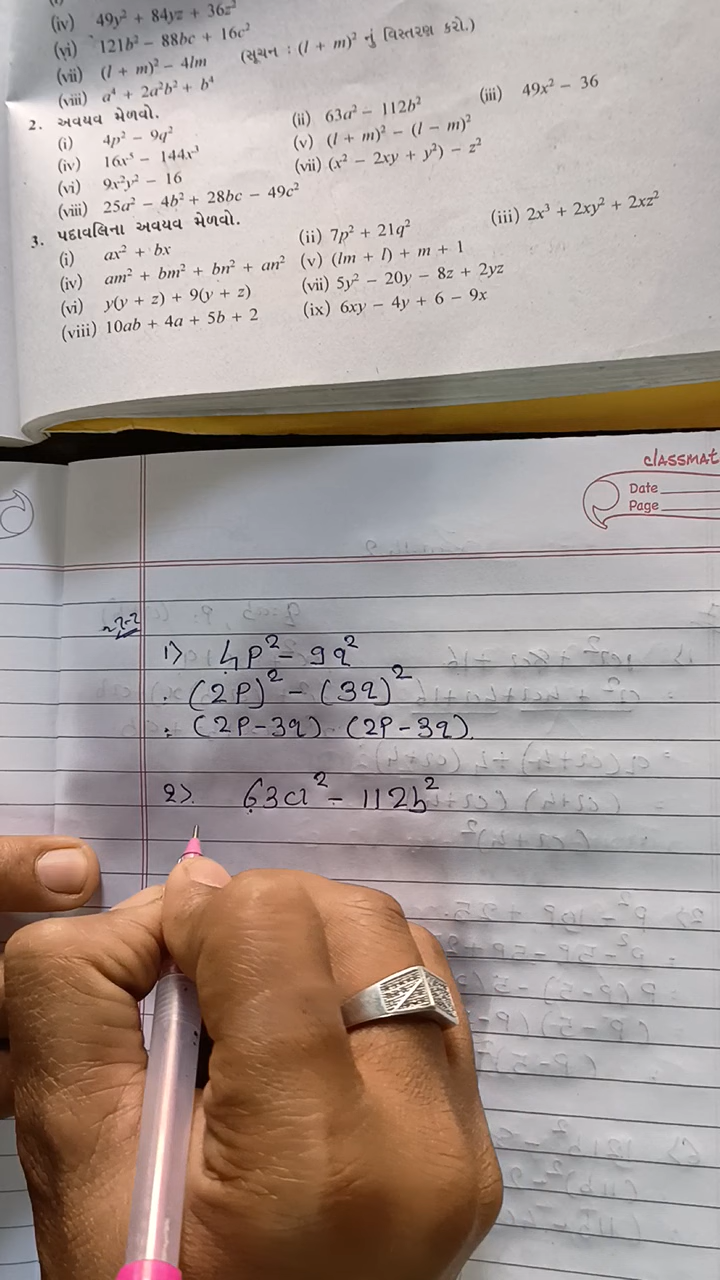 (iv) 49y² + 84yz + 36z²
(vi) 121b² – 88bc + 16c²
(vii) (l + m)² – 4lm (સૂચન : (l + m)² નું વિસ્તરણ કરો.)
(viii) a⁴ + 2a²b² + b⁴
2. અવયવ મેળવો.
(i) 4p² – 9q² (ii) 63a² – 112b² (iii) 49x² – 36
(iv) 16x⁵ – 144x³ (v) (l + m)² – (l – m)²
(vi) 9x²y² – 16 (vii) (x² – 2xy + y²) – z²
(viii) 25a² – 4b² + 28bc – 49c²
3. પદાવલિના અવયવ મેળવો.
(i) ax² + bx (ii) 7p² + 21q² (iii) 2x³ + 2xy² + 2xz²
(iv) am² + bm² + bn² + an² (v) (lm + l) + m + 1
(vi) y(y + z) + 9(y + z) (vii) 5y² – 20y – 8z + 2yz
(viii) 10ab + 4a + 5b + 2 (ix) 6xy – 4y + 6 – 9x
classmat
Date
Page
1) 4p² – 9q²
: (2p)² – (3q)²
: (2p – 3q) . (2p – 3q)
2). 63a² – 112b²